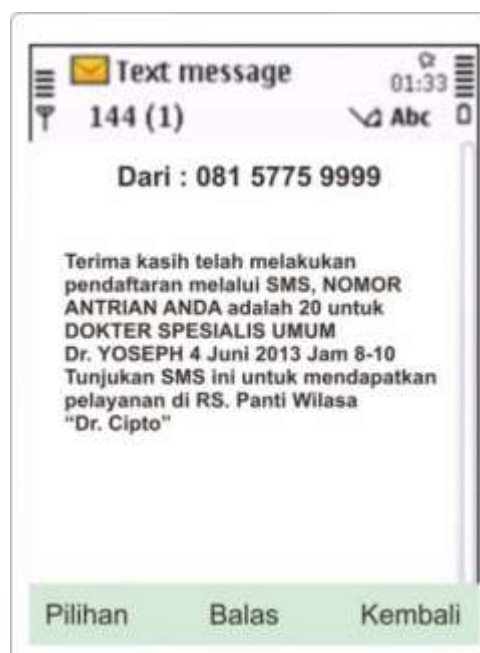 Text message
01:33
144 (1)
Abc
Dari : 081 5775 9999
Terima kasih telah melakukan
pendaftaran melalui SMS, NOMOR
ANTRIAN ANDA adalah 20 untuk
DOKTER SPESIALIS UMUM
Dr. YOSEPH 4 Juni 2013 Jam 8-10
Tunjukan SMS ini untuk mendapatkan
pelayanan di RS. Panti Wilasa
“Dr. Cipto”
Pilihan Balas Kembali